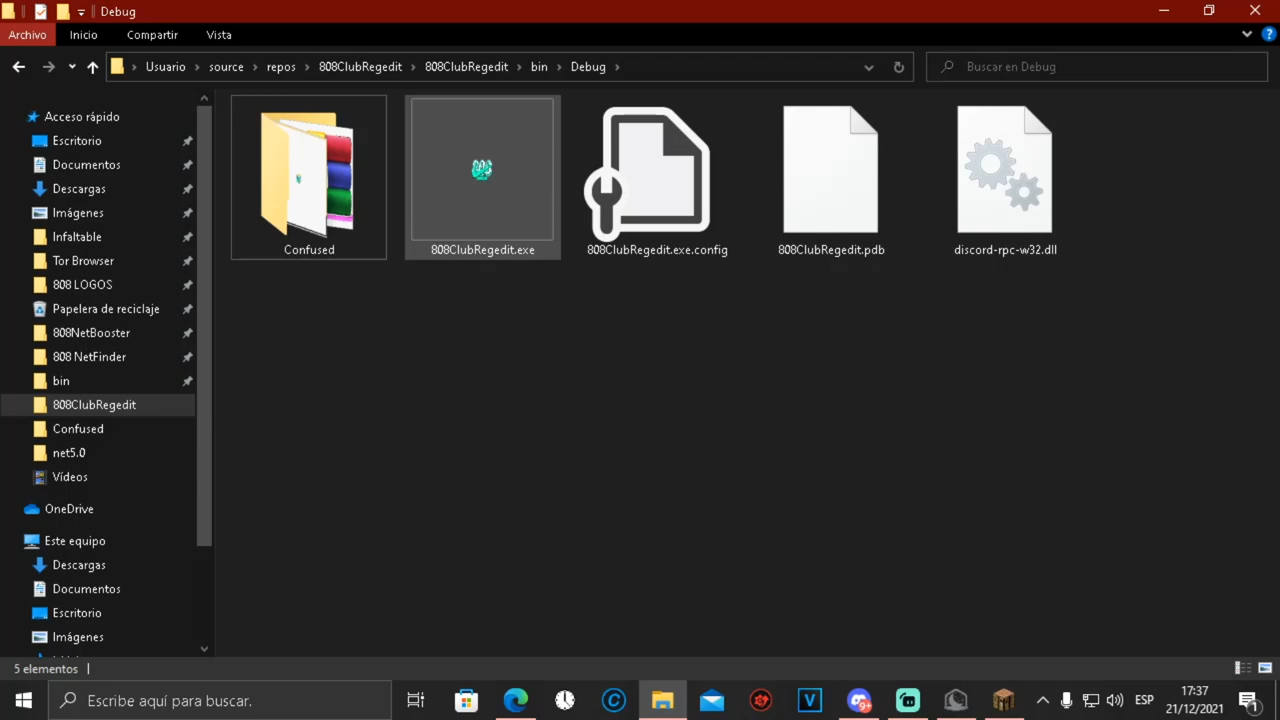 Debug
Archivo Inicio Compartir Vista
Usuario source repos 808ClubRegedit 808ClubRegedit bin Debug
Buscar en Debug
Acceso rápido
Escritorio
Documentos
Descargas
Imágenes
Infaltable
Tor Browser
808 LOGOS
Papelera de reciclaje
808NetBooster
808 NetFinder
bin
808ClubRegedit
Confused
net5.0
Vídeos
OneDrive
Este equipo
Descargas
Documentos
Escritorio
Imágenes
Confused
808ClubRegedit.exe
808ClubRegedit.exe.config
808ClubRegedit.pdb
discord-rpc-w32.dll
5 elementos
Escribe aquí para buscar.
9+
ESP
17:37
21/12/2021
1